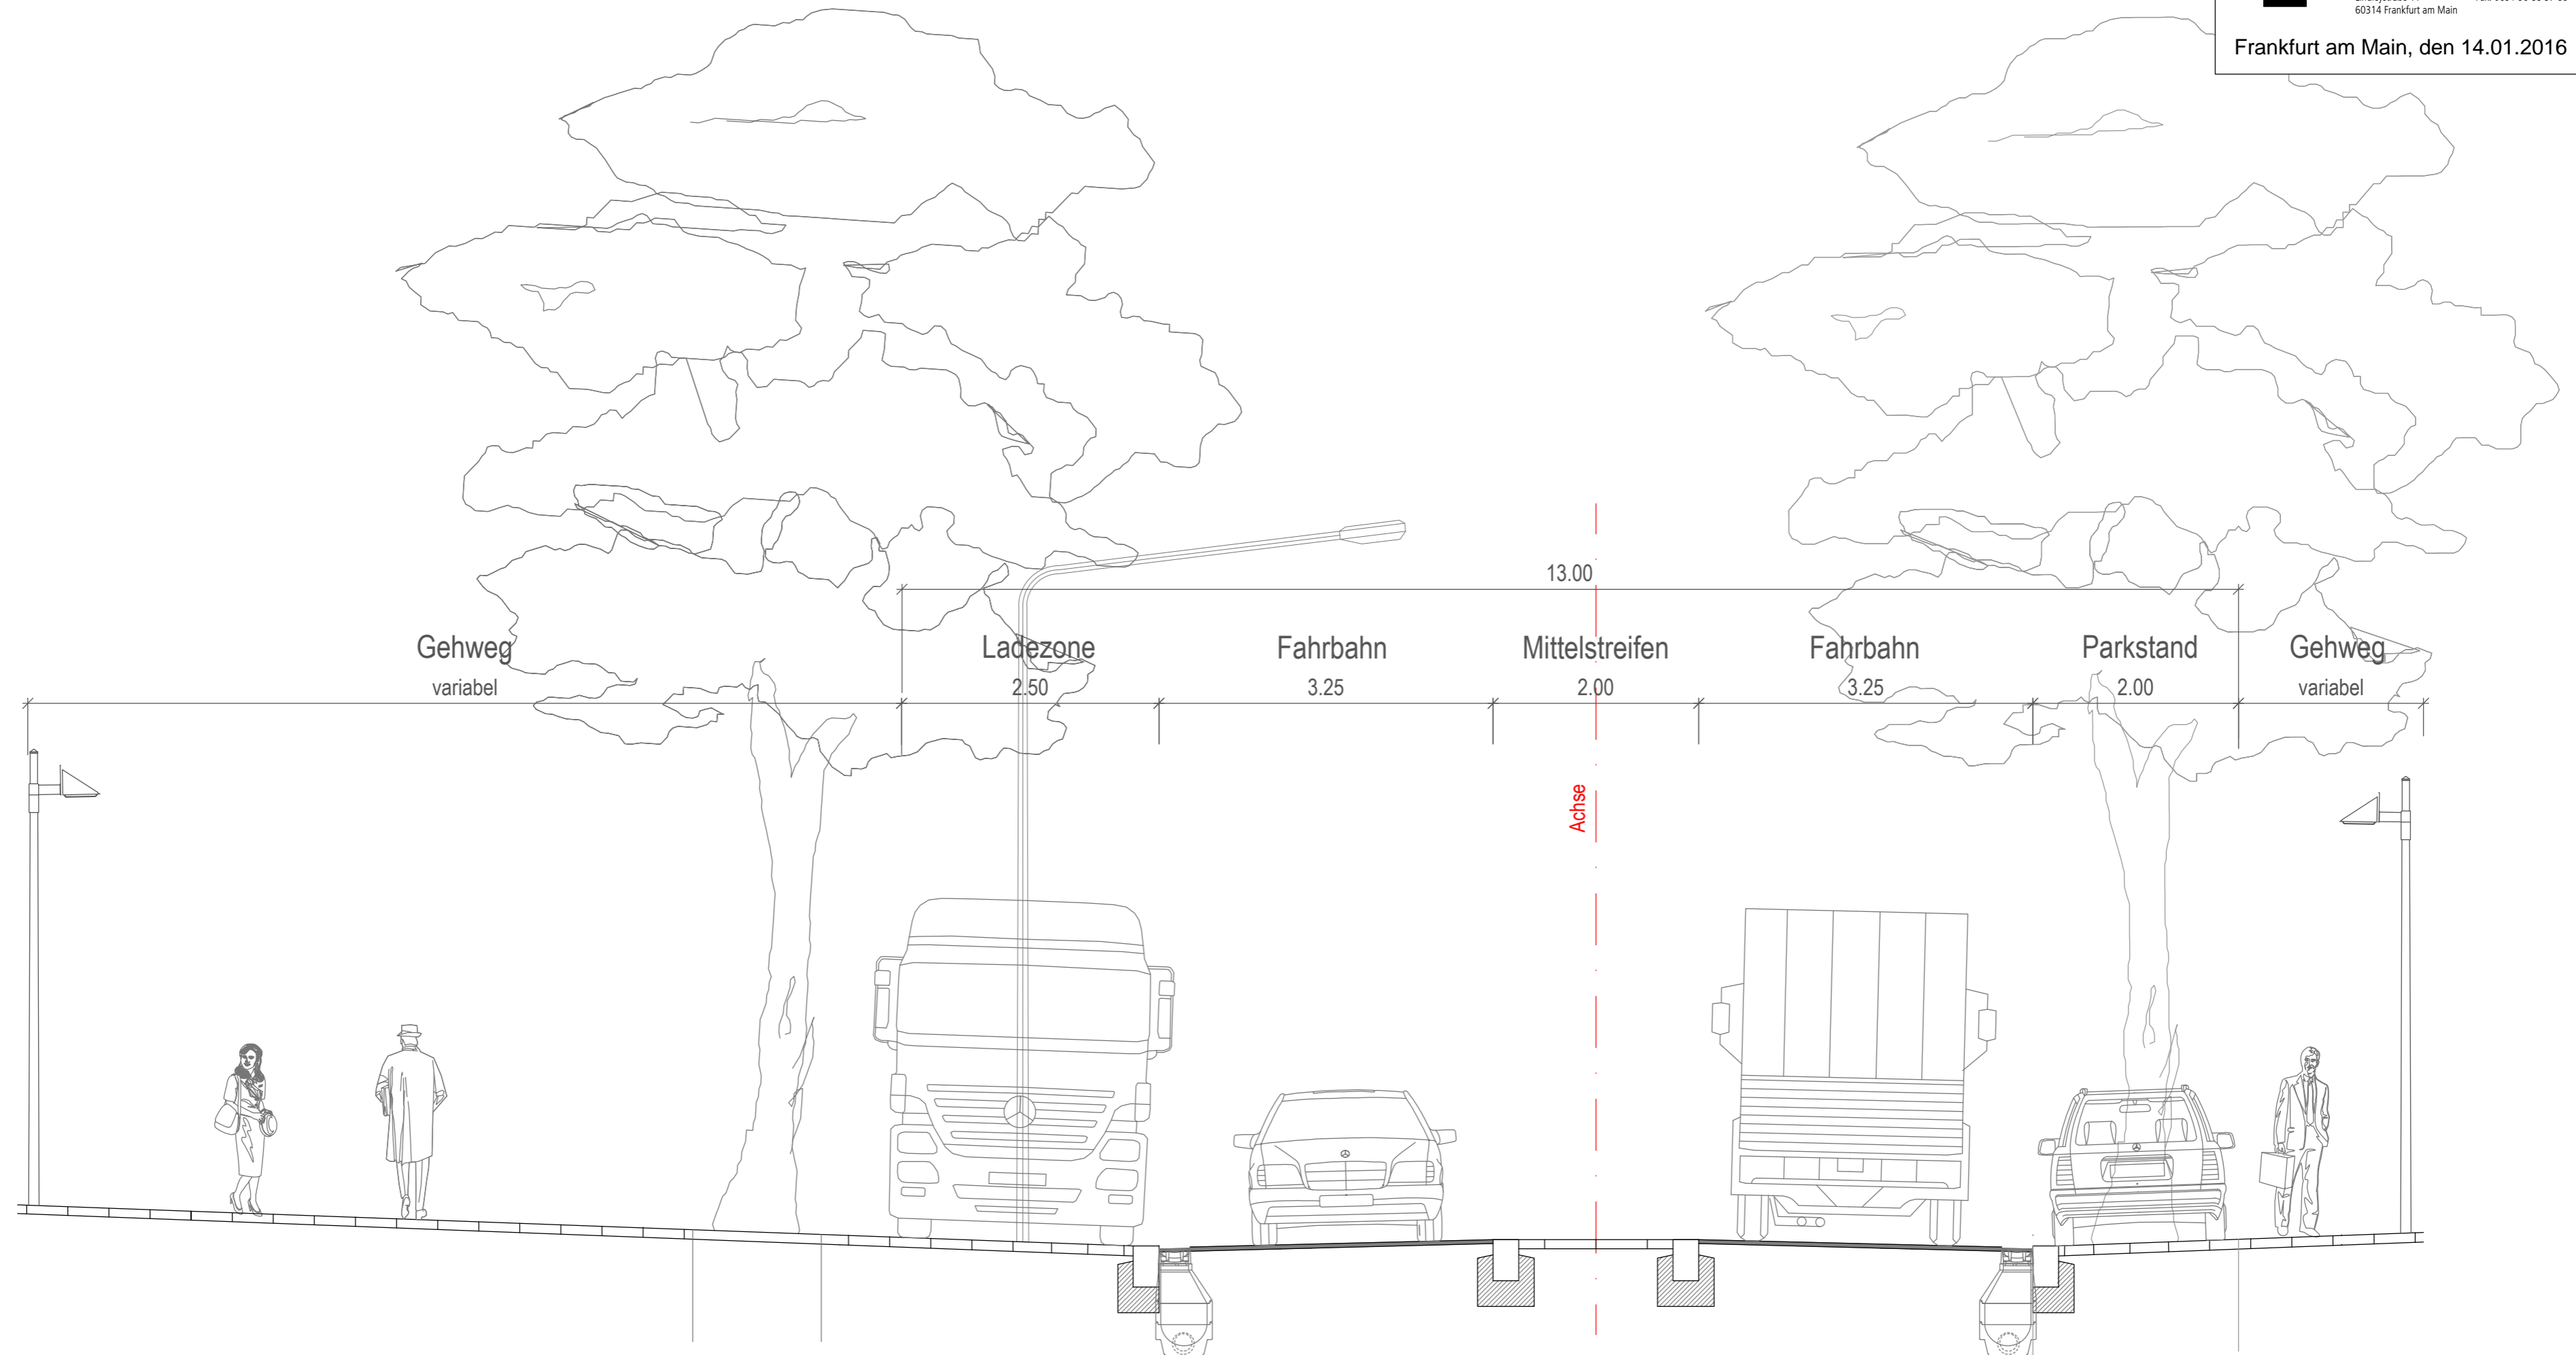 60314 Frankfurt am Main
Frankfurt am Main, den 14.01.2016
13.00
Gehweg
variabel
Ladezone
2.50
Fahrbahn
3.25
Mittelstreifen
2.00
Fahrbahn
3.25
Parkstand
2.00
Gehweg
variabel
Achse